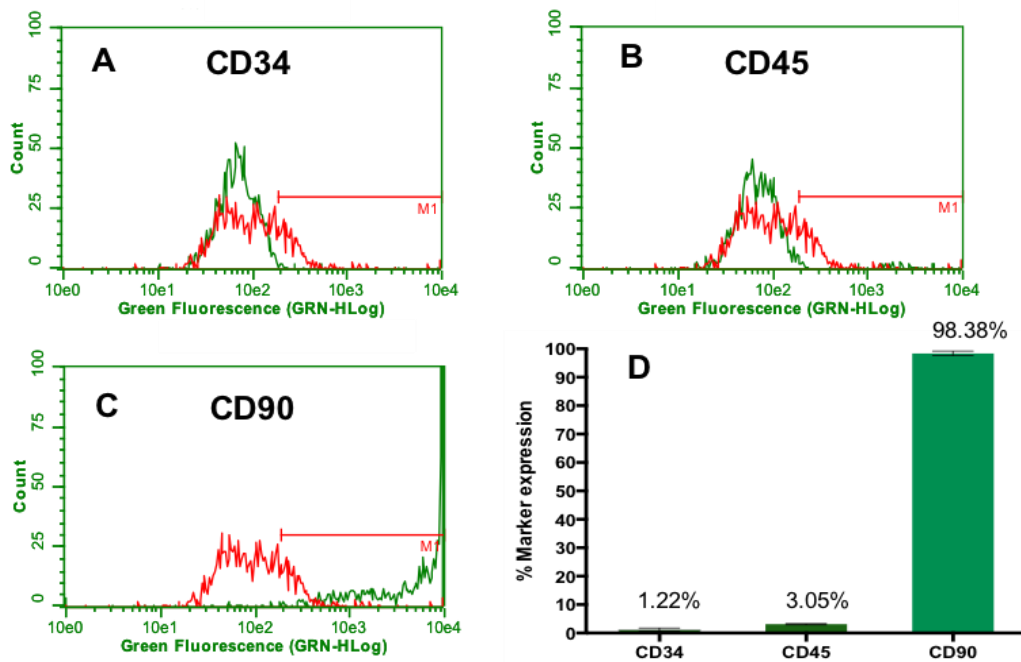 A
CD34
100
75
50
25
0
Count
M1
10e0 10e1 10e2 10e3 10e4
Green Fluorescence (GRN-HLog)
B
CD45
100
75
50
25
0
Count
M1
10e0 10e1 10e2 10e3 10e4
Green Fluorescence (GRN-HLog)
C
CD90
100
75
50
25
0
Count
M1
10e0 10e1 10e2 10e3 10e4
Green Fluorescence (GRN-HLog)
D
98.38%
100
90
80
70
60
50
40
30
20
10
0
% Marker expression
1.22%
3.05%
CD34 CD45 CD90